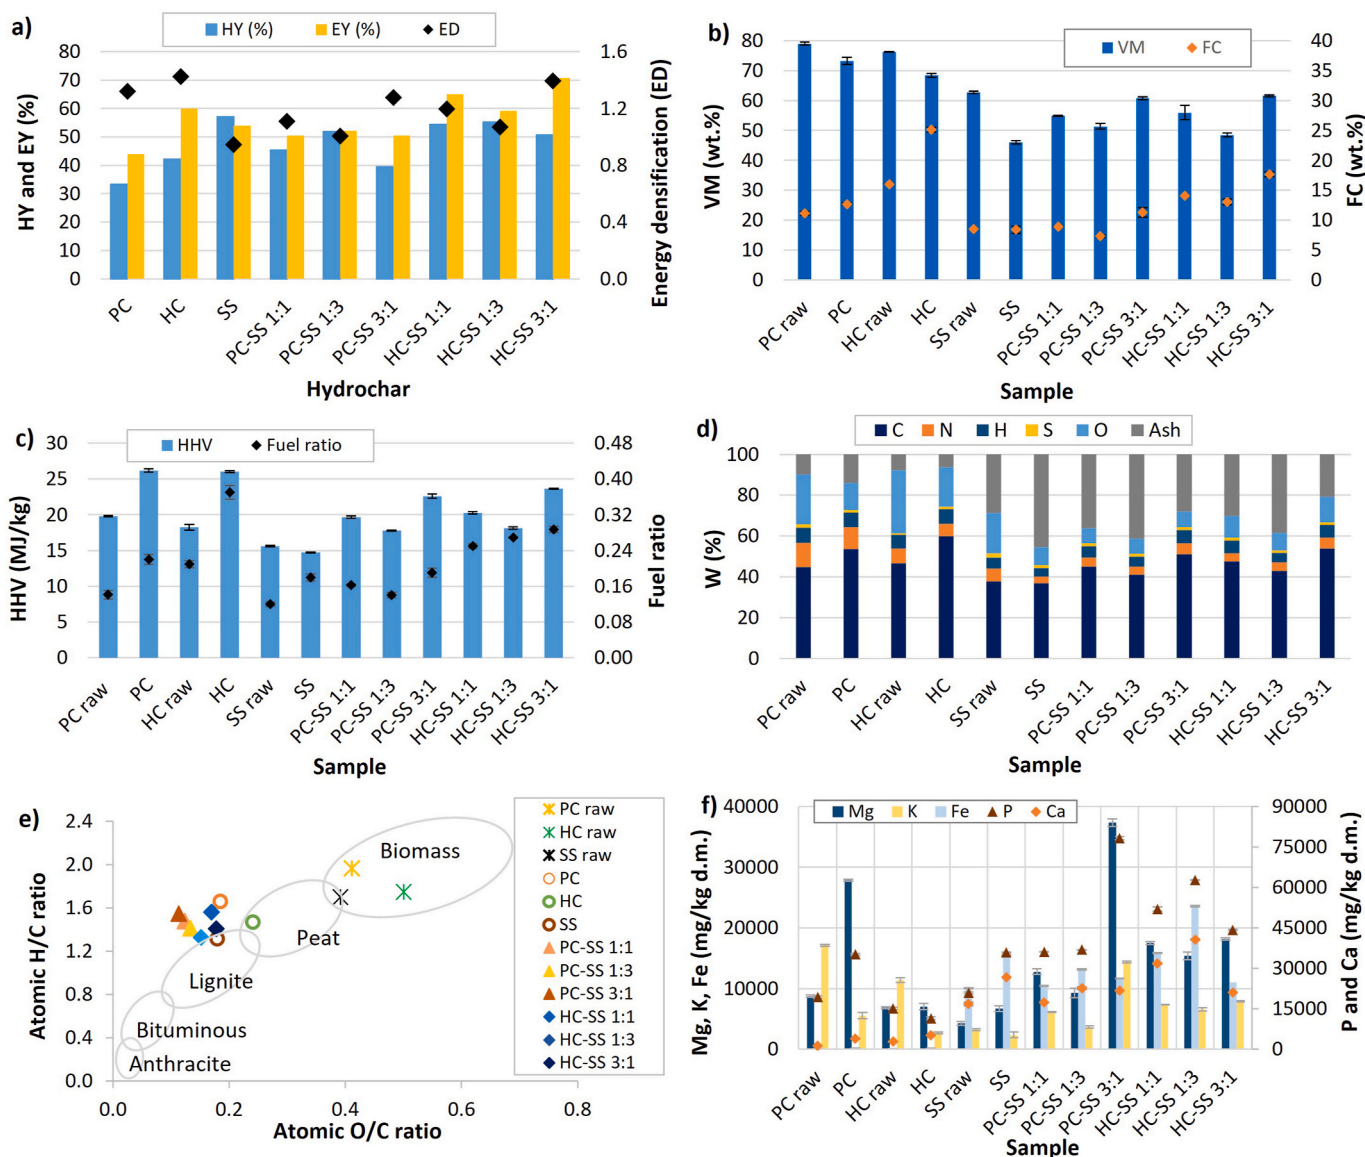 a)
HY (%) EY (%) ED
HY and EY (%)
80
70
60
50
40
30
20
10
0
1.6
1.2
0.8
0.4
0.0
Energy densification (ED)
PC HC SS PC-SS 1:1 PC-SS 1:3 PC-SS 3:1 HC-SS 1:1 HC-SS 1:3 HC-SS 3:1
Hydrochar
b)
VM FC
VM (wt.%)
80
70
60
50
40
30
20
10
0
40
35
30
25
20
15
10
5
0
FC (wt.%)
PC raw PC HC raw HC SS raw SS PC-SS 1:1 PC-SS 1:3 PC-SS 3:1 HC-SS 1:1 HC-SS 1:3 HC-SS 3:1
Sample
c)
HHV Fuel ratio
HHV (MJ/kg)
30
25
20
15
10
5
0
0.48
0.40
0.32
0.24
0.16
0.08
0.00
Fuel ratio
PC raw PC HC raw HC SS raw SS PC-SS 1:1 PC-SS 1:3 PC-SS 3:1 HC-SS 1:1 HC-SS 1:3 HC-SS 3:1
Sample
d)
C N H S O Ash
W (%)
100
80
60
40
20
0
PC raw PC HC raw HC SS raw SS PC-SS 1:1 PC-SS 1:3 PC-SS 3:1 HC-SS 1:1 HC-SS 1:3 HC-SS 3:1
Sample
e)
Atomic H/C ratio
2.4
2.0
1.6
1.2
0.8
0.4
0.0
Biomass
Peat
Lignite
Bituminous
Anthracite
0.0 0.2 0.4 0.6 0.8
Atomic O/C ratio
PC raw
HC raw
SS raw
PC
HC
SS
PC-SS 1:1
PC-SS 1:3
PC-SS 3:1
HC-SS 1:1
HC-SS 1:3
HC-SS 3:1
f)
Mg K Fe P Ca
Mg, K, Fe (mg/kg d.m.)
40000
30000
20000
10000
0
90000
75000
60000
45000
30000
15000
0
P and Ca (mg/kg d.m.)
PC raw PC HC raw HC SS raw SS PC-SS 1:1 PC-SS 1:3 PC-SS 3:1 HC-SS 1:1 HC-SS 1:3 HC-SS 3:1
Sample